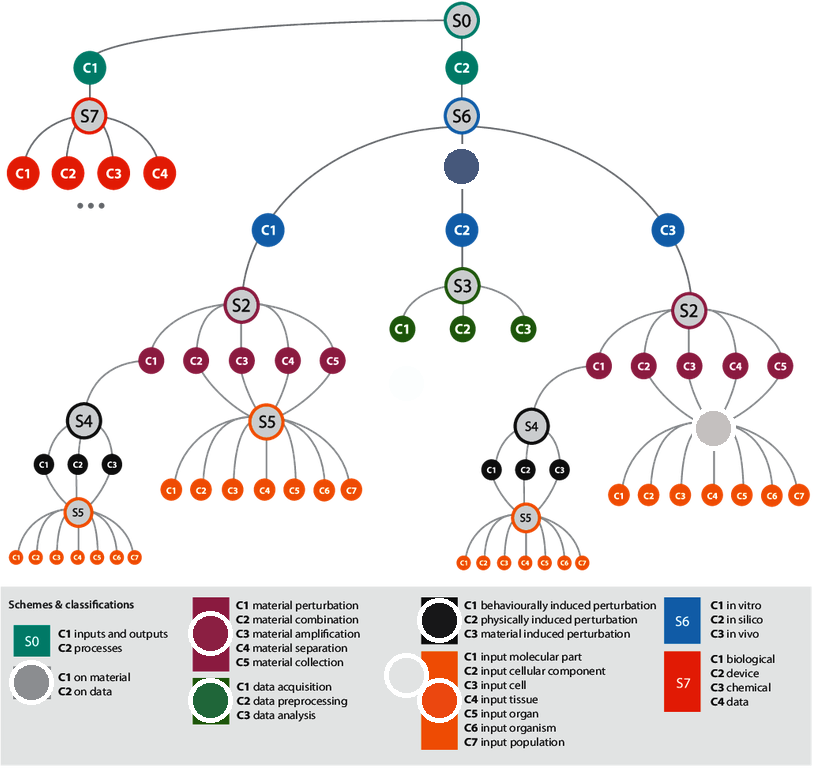 S0
C1
C2
S7
S6
C1 C2 C3 C4
...
C1
C2
C3
S2
S3
S2
C1 C2 C3
C1 C2 C3 C4 C5
C1 C2 C3 C4 C5
S4
S5
S4
C1 C2 C3
C1 C2 C3 C4 C5 C6 C7
C1 C2 C3
C1 C2 C3 C4 C5 C6 C7
S5
S5
C1 C2 C3 C4 C5 C6 C7
C1 C2 C3 C4 C5 C6 C7
Schemes & classifications
S0
C1 inputs and outputs
C2 processes
C1 on material
C2 on data
C1 material perturbation
C2 material combination
C3 material amplification
C4 material separation
C5 material collection
C1 data acquisition
C2 data preprocessing
C3 data analysis
C1 behaviourally induced perturbation
C2 physically induced perturbation
C3 material induced perturbation
C1 input molecular part
C2 input cellular component
C3 input cell
C4 input tissue
C5 input organ
C6 input organism
C7 input population
S6
C1 in vitro
C2 in silico
C3 in vivo
S7
C1 biological
C2 device
C3 chemical
C4 data